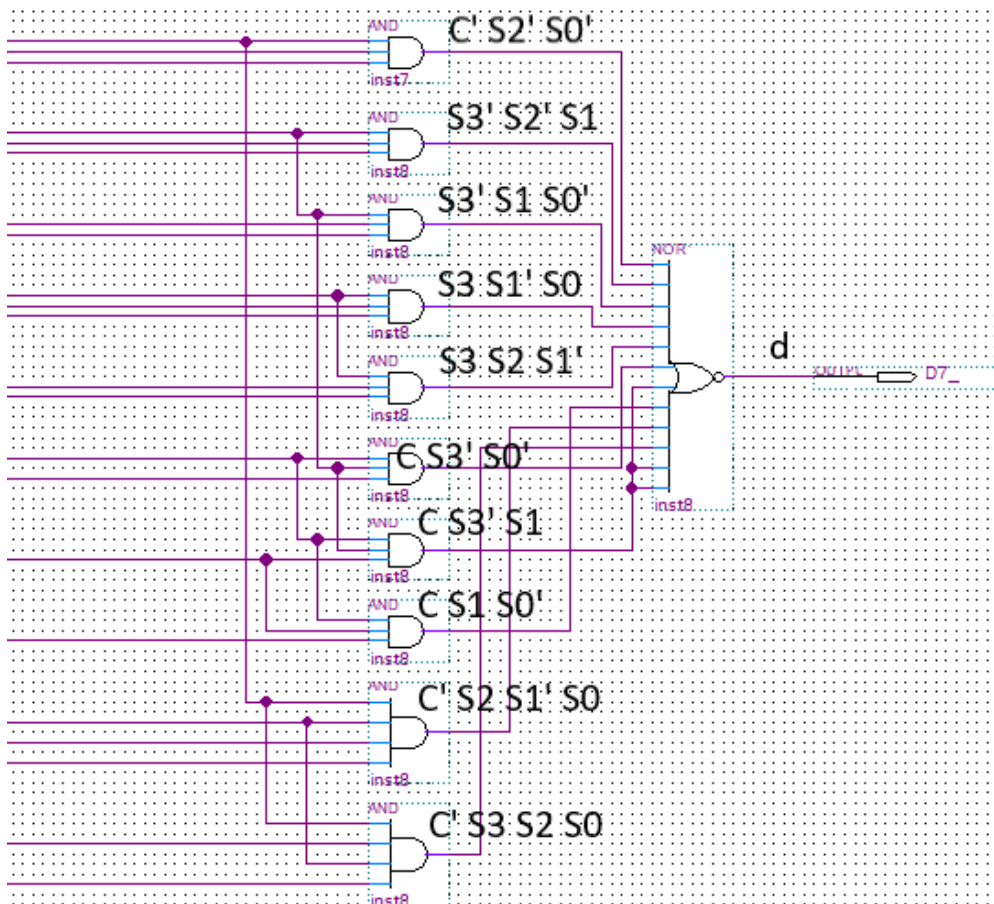 AND
C' S2' S0'
inst7
AND
S3' S2' S1
inst8
AND
S3' S1 S0'
inst8
NOR
AND
S3 S1' S0
inst8
d
AND
S3 S2 S1'
OUTPU
D7_
inst8
AND
C S3' S0'
inst8
inst8
AND
C S3' S1
inst8
AND
C S1 S0'
inst8
AND
C' S2 S1' S0
inst8
AND
C' S3 S2 S0
inst8